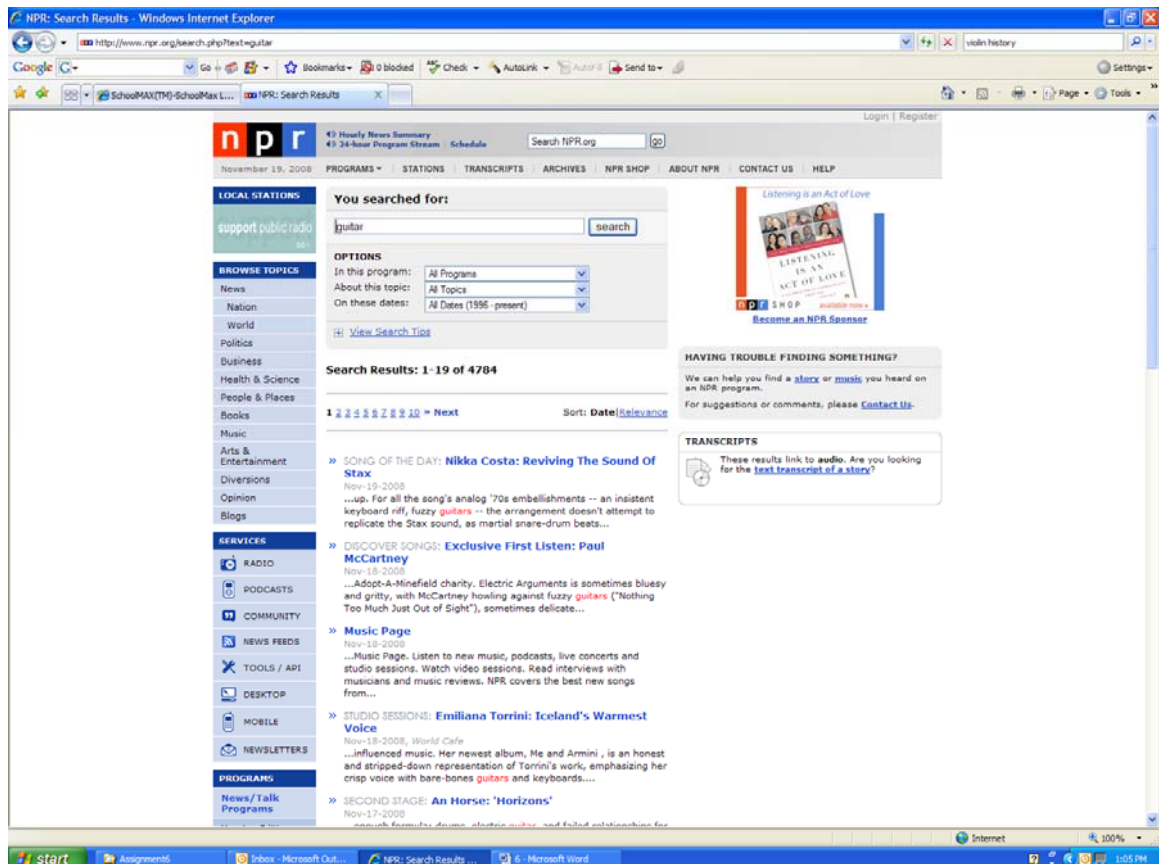 NPR: Search Results - Windows Internet Explorer
http://www.npr.org/search.php?text=guitar
violin history
Google
Go
Bookmarks
0 blocked
Check
AutoLink
AutoFill
Send to
Settings
SchoolMAX(TM)-SchoolMax L...
NPR: Search Results
Page
Tools
Login | Register
npr
Hourly News Summary
24-hour Program Stream | Schedule
Search NPR.org
go
November 19, 2008
PROGRAMS
STATIONS
TRANSCRIPTS
ARCHIVES
NPR SHOP
ABOUT NPR
CONTACT US
HELP
LOCAL STATIONS
support public radio
BROWSE TOPICS
News
Nation
World
Politics
Business
Health & Science
People & Places
Books
Music
Arts &
Entertainment
Diversions
Opinion
Blogs
SERVICES
RADIO
PODCASTS
COMMUNITY
NEWS FEEDS
TOOLS / API
DESKTOP
MOBILE
NEWSLETTERS
PROGRAMS
News/Talk
Programs
You searched for:
guitar
search
OPTIONS
In this program: All Programs
About this topic: All Topics
On these dates: All Dates (1996 - present)
View Search Tips
Search Results: 1-19 of 4784
1 2 3 4 5 6 7 8 9 10 » Next
Sort: Date|Relevance
» SONG OF THE DAY: Nikka Costa: Reviving The Sound Of
Stax
Nov-19-2008
...up. For all the song's analog '70s embellishments -- an insistent
keyboard riff, fuzzy guitars -- the arrangement doesn't attempt to
replicate the Stax sound, as martial snare-drum beats...
» DISCOVER SONGS: Exclusive First Listen: Paul
McCartney
Nov-18-2008
...Adopt-A-Minefield charity. Electric Arguments is sometimes bluesy
and gritty, with McCartney howling against fuzzy guitars ("Nothing
Too Much Just Out of Sight"), sometimes delicate...
» Music Page
Nov-18-2008
...Music Page. Listen to new music, podcasts, live concerts and
studio sessions. Watch video sessions. Read interviews with
musicians and music reviews. NPR covers the best new songs
from...
» STUDIO SESSIONS: Emiliana Torrini: Iceland's Warmest
Voice
Nov-18-2008, World Cafe
...influenced music. Her newest album, Me and Armini , is an honest
and stripped-down representation of Torrini's work, emphasizing her
crisp voice with bare-bones guitars and keyboards....
» SECOND STAGE: An Horse: 'Horizons'
Nov-17-2008
...enough formula: drums, electric guitar, and failed relationships for
Listening is an Act of Love
LISTENING
IS AN
ACT OF LOVE
npr SHOP
available now
Become an NPR Sponsor
HAVING TROUBLE FINDING SOMETHING?
We can help you find a story or music you heard on
an NPR program.
For suggestions or comments, please Contact Us.
TRANSCRIPTS
These results link to audio. Are you looking
for the text transcript of a story?
Internet
100%
start
Assignment6
Inbox - Microsoft Out...
NPR: Search Results ...
6 - Microsoft Word
1:05 PM